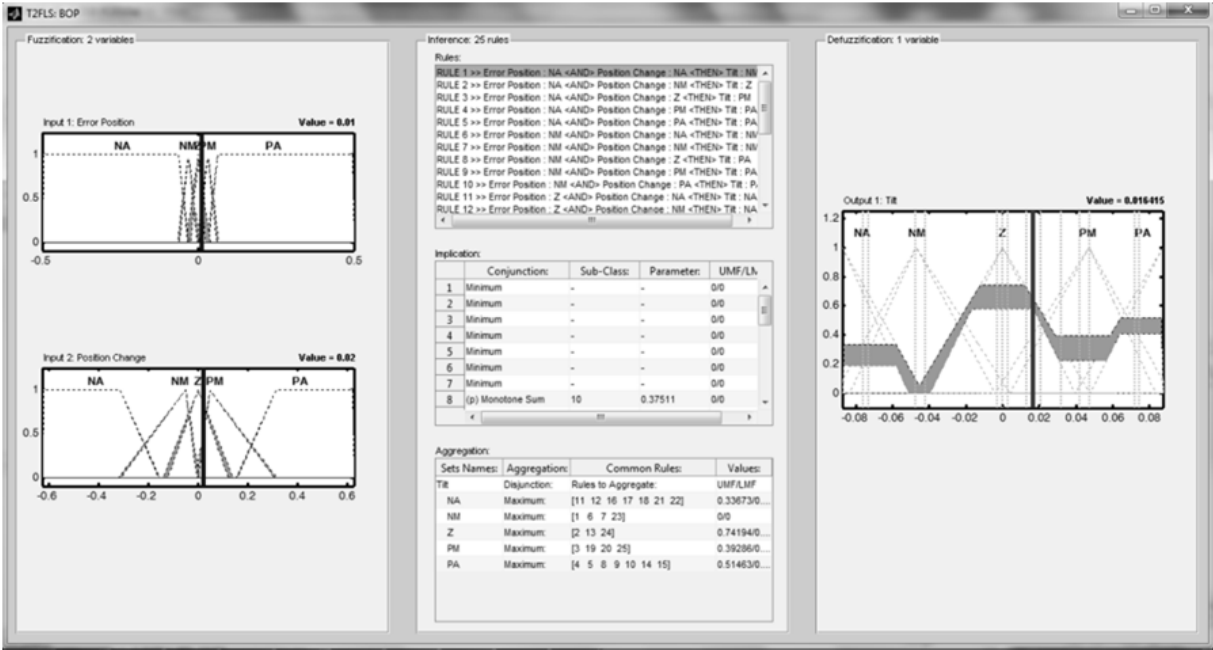 T2FLS: BOP
Fuzzification: 2 variables
Input 1: Error Position Value = 0.01
NA NM PM PA
1
0.5
0
-0.5 0 0.5
Input 2: Position Change Value = 0.02
NA NM Z PM PA
1
0.5
0
-0.6 -0.4 -0.2 0 0.2 0.4 0.6
Inference: 25 rules
Rules:
RULE 1 >> Error Position : NA <AND> Position Change : NA <THEN> Tilt : NM
RULE 2 >> Error Position : NA <AND> Position Change : NM <THEN> Tilt : Z
RULE 3 >> Error Position : NA <AND> Position Change : Z <THEN> Tilt : PM
RULE 4 >> Error Position : NA <AND> Position Change : PM <THEN> Tilt : PA
RULE 5 >> Error Position : NA <AND> Position Change : PA <THEN> Tilt : PA
RULE 6 >> Error Position : NM <AND> Position Change : NA <THEN> Tilt : NM
RULE 7 >> Error Position : NM <AND> Position Change : NM <THEN> Tilt : NM
RULE 8 >> Error Position : NM <AND> Position Change : Z <THEN> Tilt : PA
RULE 9 >> Error Position : NM <AND> Position Change : PM <THEN> Tilt : PA
RULE 10 >> Error Position : NM <AND> Position Change : PA <THEN> Tilt : P
RULE 11 >> Error Position : Z <AND> Position Change : NA <THEN> Tilt : NA
RULE 12 >> Error Position : Z <AND> Position Change : NM <THEN> Tilt : NA
Implication:
Conjunction: Sub-Class: Parameter: UMF/LM
1 Minimum - - 0/0
2 Minimum - - 0/0
3 Minimum - - 0/0
4 Minimum - - 0/0
5 Minimum - - 0/0
6 Minimum - - 0/0
7 Minimum - - 0/0
8 (p) Monotone Sum 10 0.37511 0/0
Aggregation:
Sets Names: Aggregation: Common Rules: Values:
Tilt Disjunction: Rules to Aggregate: UMF/LMF
NA Maximum: [11 12 16 17 18 21 22] 0.33673/0....
NM Maximum: [1 6 7 23] 0/0
Z Maximum: [2 13 24] 0.74194/0....
PM Maximum: [3 19 20 25] 0.39286/0....
PA Maximum: [4 5 8 9 10 14 15] 0.51463/0....
Defuzzification: 1 variable
Output 1: Tilt Value = 0.016415
NA NM Z PM PA
1.2
1
0.8
0.6
0.4
0.2
0
-0.08 -0.06 -0.04 -0.02 0 0.02 0.04 0.06 0.08